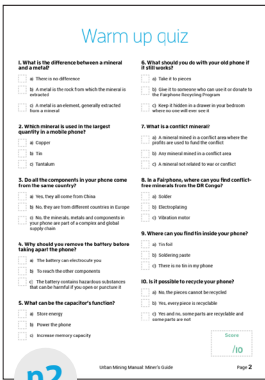 Warm up quiz
1. What is the difference between a mineral
and a metal?
a) There is no difference
b) A metal is the rock from which the mineral is
extracted
c) A metal is an element, generally extracted
from a mineral
2. Which mineral is used in the largest
quantity in a mobile phone?
a) Copper
b) Tin
c) Tantalum
3. Do all the components in your phone come
from the same country?
a) Yes, they all come from China
b) No, they are from different countries in Europe
c) No, the minerals, metals and components in
your phone are part of a complex and global
supply chain
4. Why should you remove the battery before
taking apart the phone?
a) The battery can electrocute you
b) To reach the other components
c) The battery contains hazardous substances
that can be harmful if you open or puncture it
5. What can be the capacitor's function?
a) Store energy
b) Power the phone
c) Increase memory capacity
6. What should you do with your old phone if
it still works?
a) Take it to pieces
b) Give it to someone who can use it or donate to
the Fairphone Recycling Program
c) Keep it hidden in a drawer in your bedroom
where no one will ever see it
7. What is a conflict mineral?
a) A mineral mined in a conflict area where the
profits are used to fund the conflict
b) Any mineral mined in a conflict area
c) A mineral not related to war or conflict
8. In a Fairphone, where can you find conflict-
free minerals from the DR Congo?
a) Solder
b) Electroplating
c) Vibration motor
9. Where can you find tin inside your phone?
a) Tin foil
b) Soldering paste
c) There is no tin in my phone
10. Is it possible to recycle your phone?
a) No, the pieces cannot be recycled
b) Yes, every piece is recyclable
c) Yes and no, some parts are recyclable and
some parts are not
Score
/10
p2
Urban Mining Manual: Miner's Guide
Page 2